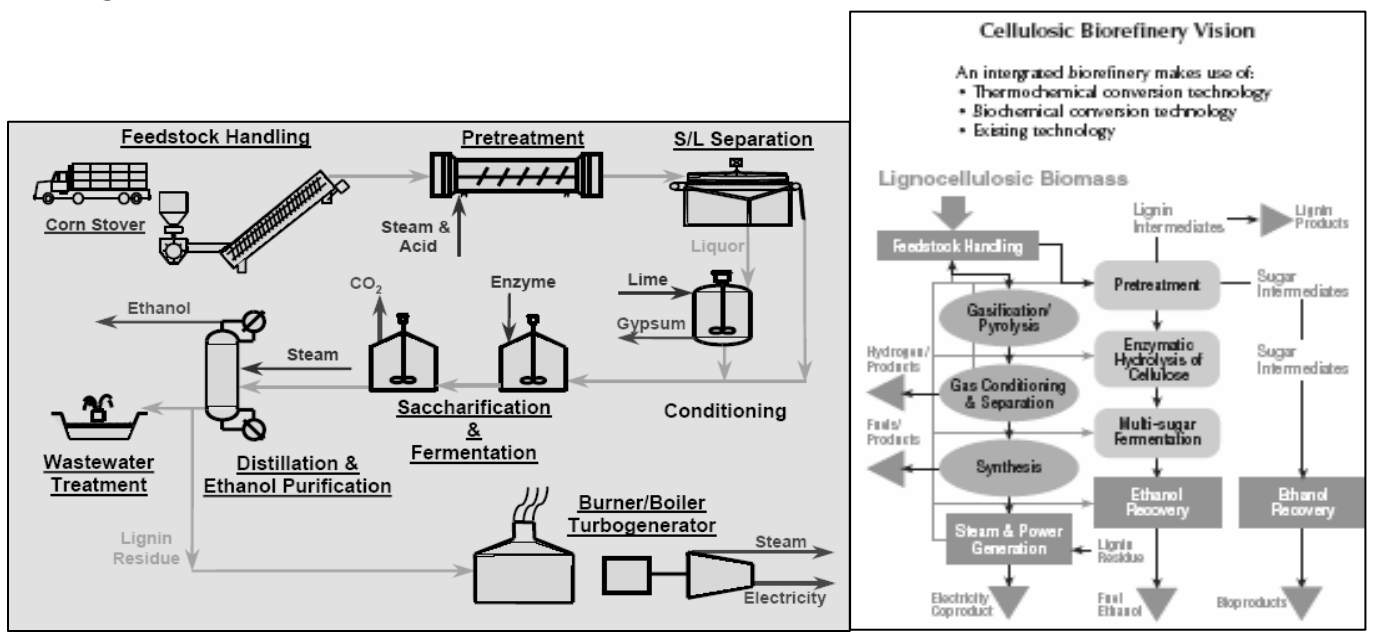 Feedstock Handling
Corn Stover
Pretreatment
Steam &
Acid
S/L Separation
Liquor
Lime
Gypsum
Conditioning
Enzyme
CO2
Saccharification
&
Fermentation
Ethanol
Steam
Distillation &
Ethanol Purification
Wastewater
Treatment
Lignin
Residue
Burner/Boiler
Turbogenerator
Steam
Electricity
Cellulosic Biorefinery Vision
An intergrated biorefinery makes use of:
• Thermochemical conversion technology
• Biochemical conversion technology
• Existing technology
Lignocellulosic Biomass
Feedstock Handling
Lignin
Intermediates
Lignin
Products
Pretreatment
Sugar
Intermediates
Gasification/
Pyrolysis
Enzymatic
Hydrolysis of
Cellulose
Sugar
Intermediates
Hydrogen/
Products
Gas Conditioning
& Separation
Multi-sugar
Fermentation
Fuels/
Products
Synthesis
Ethanol
Recovery
Ethanol
Recovery
Steam & Power
Generation
Lignin
Residue
Electricity
Coproduct
Fuel
Ethanol
Bioproducts